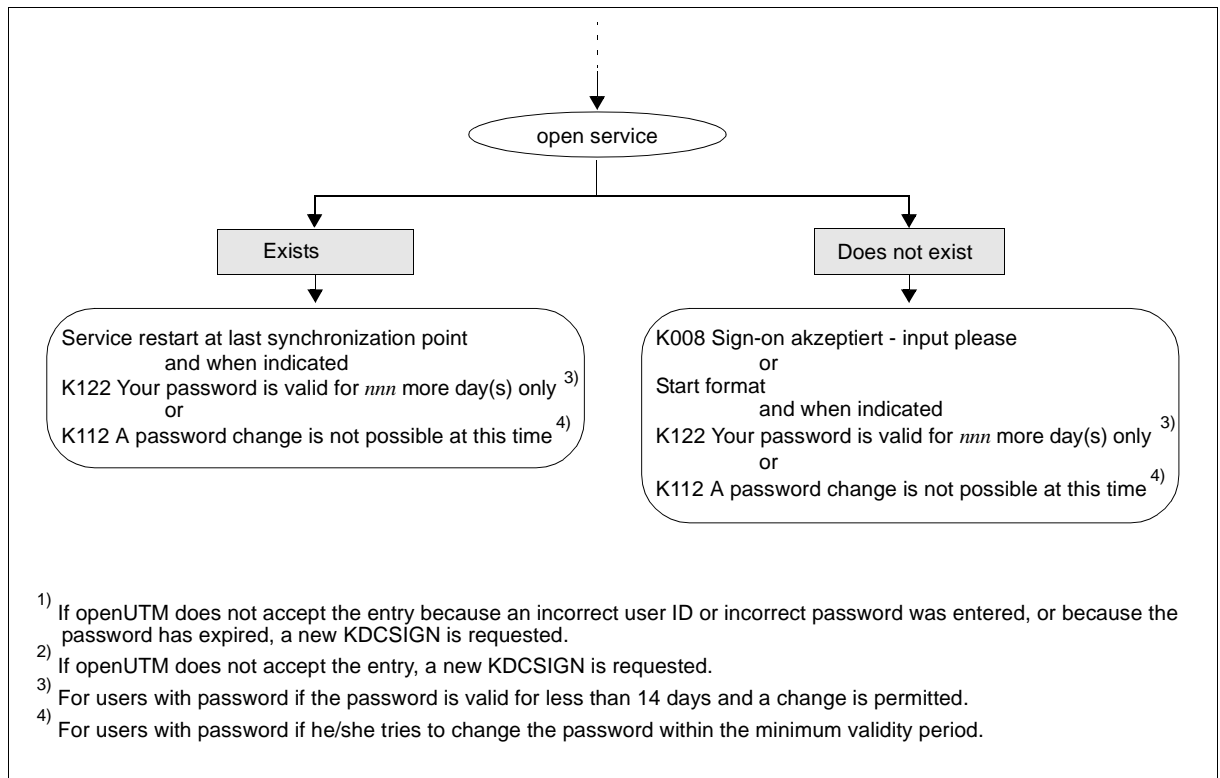 open service
Exists
Does not exist
Service restart at last synchronization point
and when indicated
K122 Your password is valid for nnn more day(s) only 3)
or
K112 A password change is not possible at this time 4)
K008 Sign-on akzeptiert - input please
or
Start format
and when indicated
K122 Your password is valid for nnn more day(s) only 3)
or
K112 A password change is not possible at this time 4)
1) If openUTM does not accept the entry because an incorrect user ID or incorrect password was entered, or because the
password has expired, a new KDCSIGN is requested.
2) If openUTM does not accept the entry, a new KDCSIGN is requested.
3) For users with password if the password is valid for less than 14 days and a change is permitted.
4) For users with password if he/she tries to change the password within the minimum validity period.